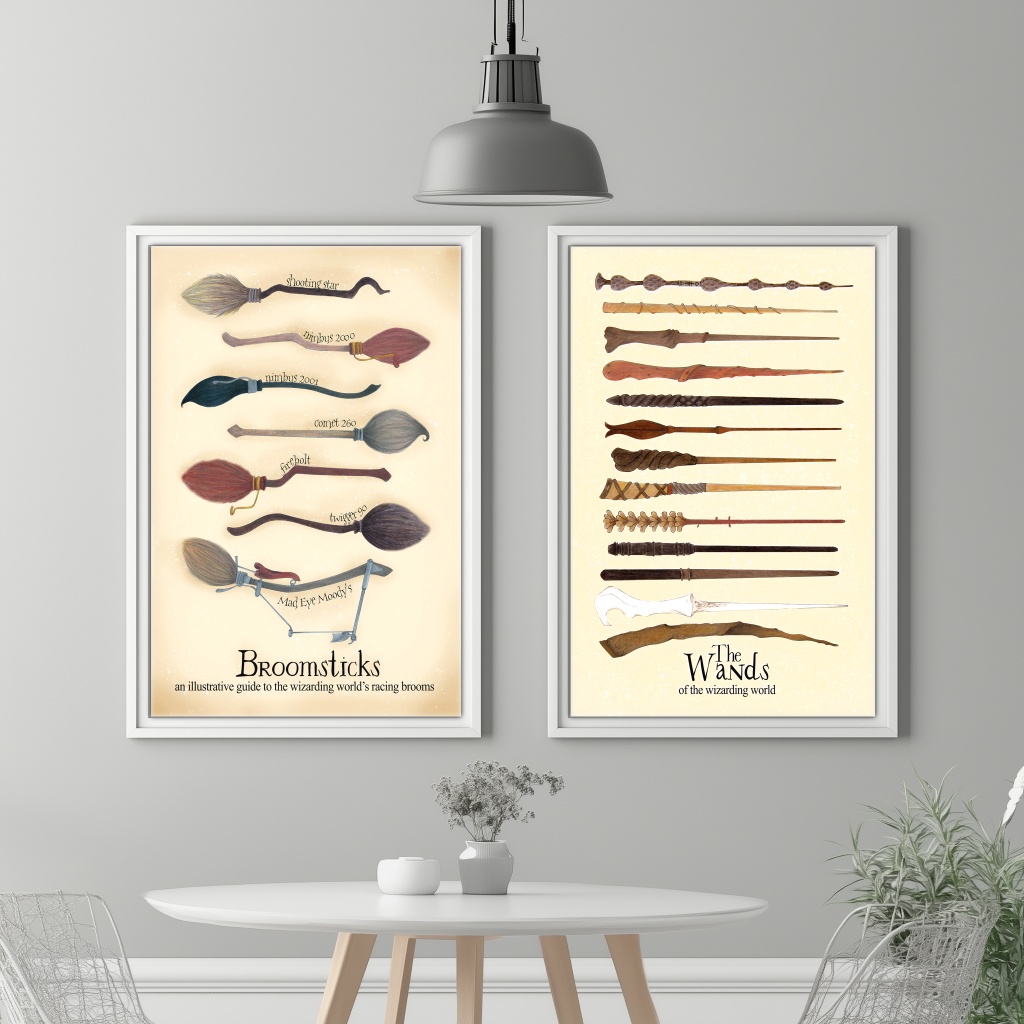 shooting star
nimbus 2000
nimbus 2001
comet 260
firebolt
twigger 90
Mad Eye Moody's
Broomsticks
an illustrative guide to the wizarding world's racing brooms
The
Wands
of the wizarding world